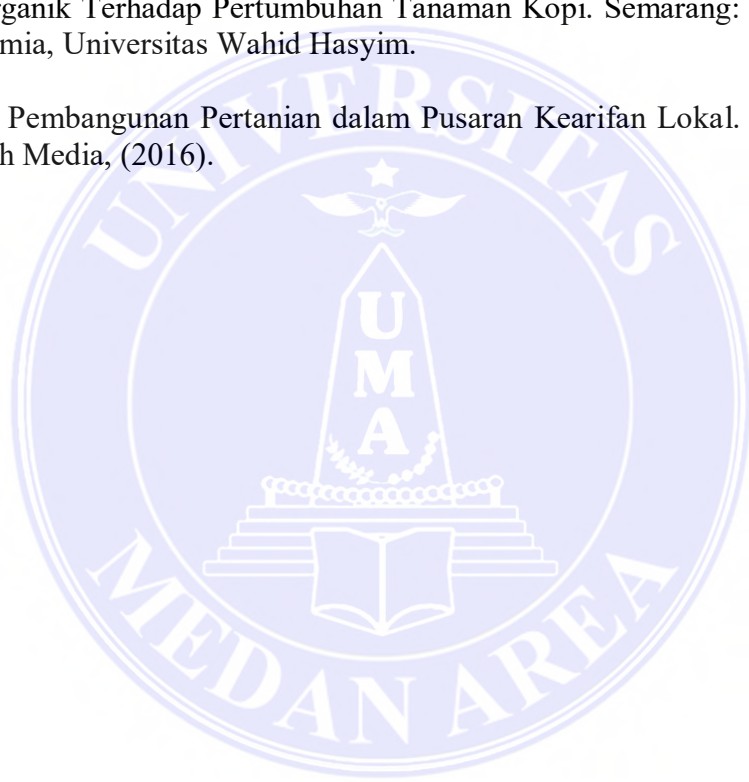 rganik Terhadap Pertumbuhan Tanaman Kopi. Semarang:
mia, Universitas Wahid Hasyim.
Pembangunan Pertanian dalam Pusaran Kearifan Lokal.
h Media, (2016).
UNIVERSITAS
U
M
A
MEDAN AREA